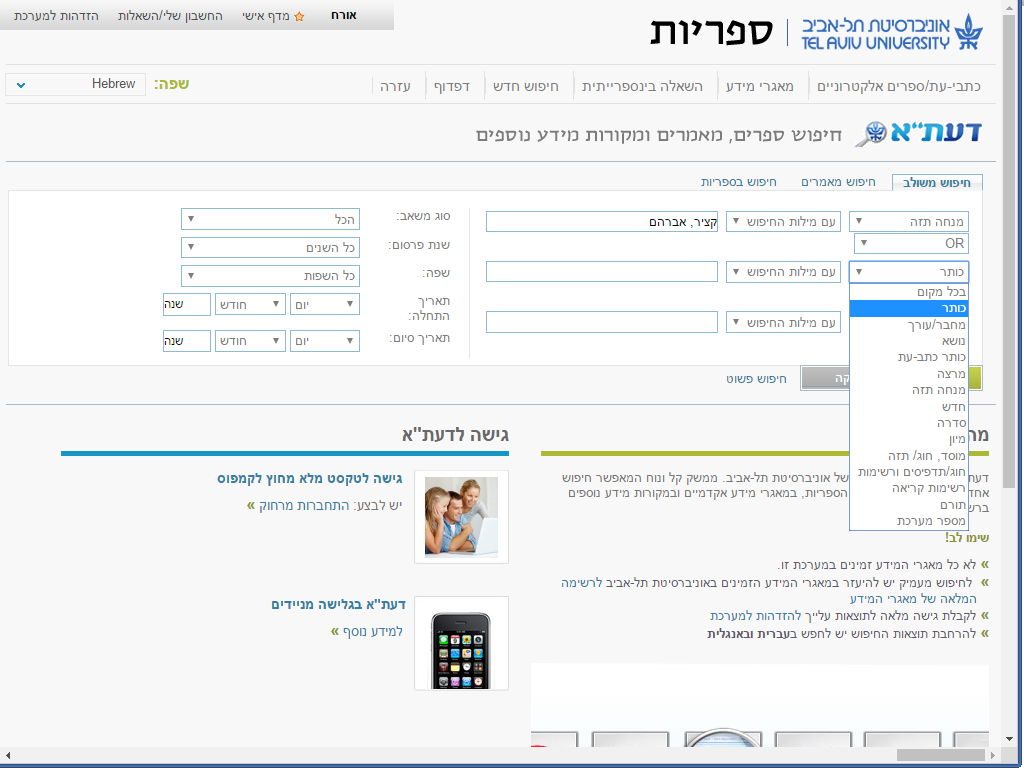 אורח
מדף אישי
החשבון שלי/השאלות
הזדהות למערכת
אוניברסיטת תל-אביב
TEL AVIV UNIVERSITY
ספריות
כתבי-עת/ספרים אלקטרוניים
מאגרי מידע
השאלה בינספרייתית
חיפוש חדש
דפדוף
עזרה
שפה:
Hebrew
דעת"א
חיפוש ספרים, מאמרים ומקורות מידע נוספים
חיפוש משולב
חיפוש מאמרים
חיפוש בספריות
מנחה תזה
עם מילות החיפוש
קציר, אברהם
OR
כותר
עם מילות החיפוש
עם מילות החיפוש
בכל מקום
כותר
מחבר/עורך
נושא
כותר כתב-עת
מרצה
מנחה תזה
חדש
סדרה
מיון
מוסד, חוג/ תזה
חוג/תדפיסים ורשימות
רשימות קריאה
תורם
מספר מערכת
סוג משאב:
הכל
שנת פרסום:
כל השנים
שפה:
כל השפות
תאריך
התחלה:
יום
חודש
שנה
תאריך סיום:
יום
חודש
שנה
חיפוש פשוט
של אוניברסיטת תל-אביב. ממשק קל ונוח המאפשר חיפוש
הספריות, במאגרי מידע אקדמיים ובמקורות מידע נוספים
שימו לב!
» לא כל מאגרי המידע זמינים במערכת זו.
» לחיפוש מעמיק יש להיעזר במאגרי המידע הזמינים באוניברסיטת תל-אביב לרשימה
המלאה של מאגרי המידע
» לקבלת גישה מלאה לתוצאות עלייך להזדהות למערכת
» להרחבת תוצאות החיפוש יש לחפש בעברית ובאנגלית
גישה לדעת"א
גישה לטקסט מלא מחוץ לקמפוס
יש לבצע: התחברות מרחוק »
דעת"א בגלישה מניידים
למידע נוסף »